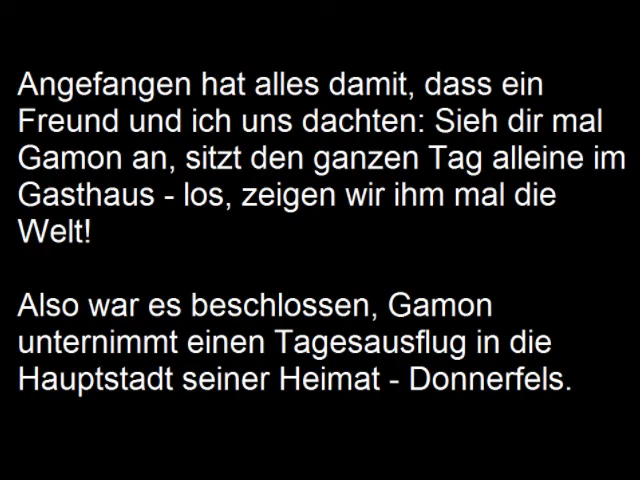 Angefangen hat alles damit, dass ein
Freund und ich uns dachten: Sieh dir mal
Gamon an, sitzt den ganzen Tag alleine im
Gasthaus - los, zeigen wir ihm mal die
Welt!
Also war es beschlossen, Gamon
unternimmt einen Tagesausflug in die
Hauptstadt seiner Heimat - Donnerfels.